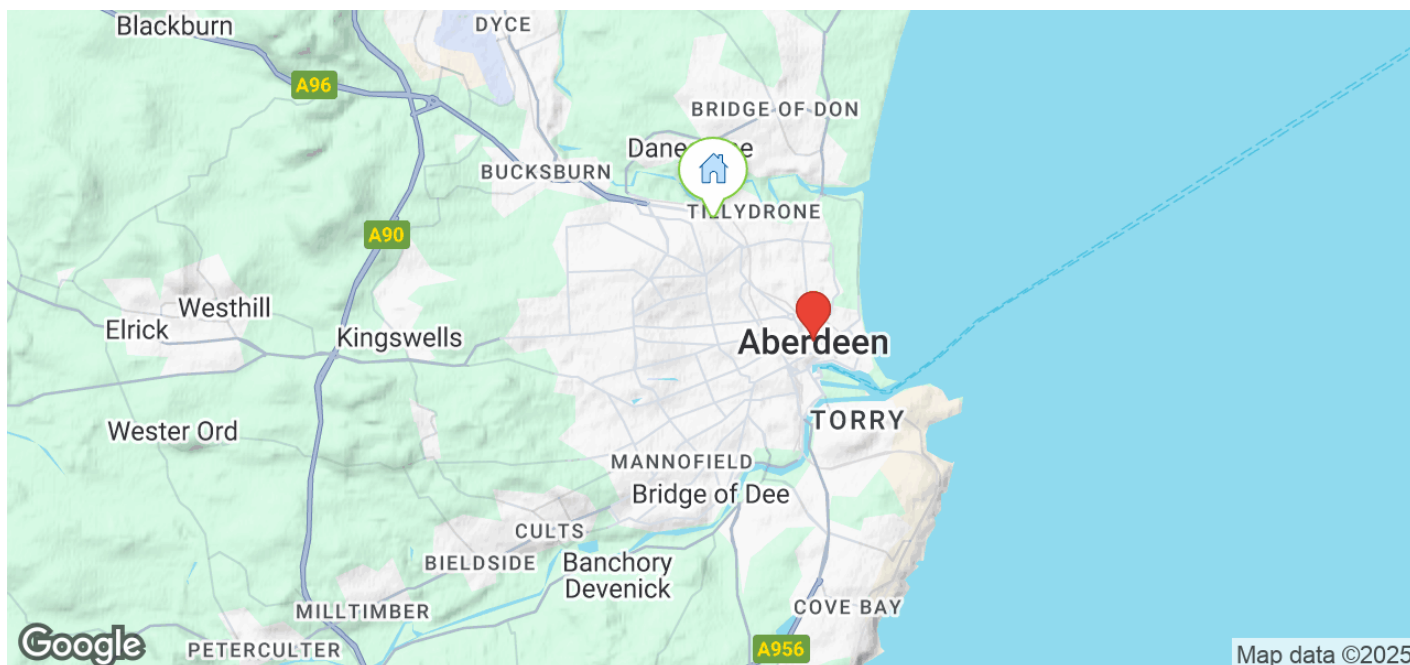 Blackburn
DYCE
A96
BRIDGE OF DON
BUCKSBURN
TILLYDRONE
A90
Westhill
Elrick
Kingswells
Aberdeen
Wester Ord
TORRY
MANNOFIELD
Bridge of Dee
CULTS
BIELDSIDE
Banchory
Devenick
MILLTIMBER
COVE BAY
PETERCULTER
A956
Google
Map data ©2025